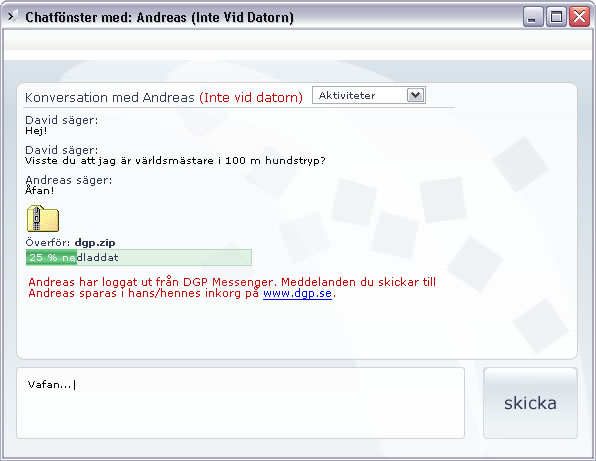 Chatfönster med: Andreas (Inte Vid Datorn)
Konversation med Andreas (Inte vid datorn) Aktiviteter
David säger:
Hej!
David säger:
Visste du att jag är världsmästare i 100 m hundstryp?
Andreas säger:
Åfan!
Överför: dgp.zip
25 % nedladdat
Andreas har loggat ut från DGP Messenger. Meddelanden du skickar till
Andreas sparas i hans/hennes inkorg på www.dgp.se.
Vafan...
skicka